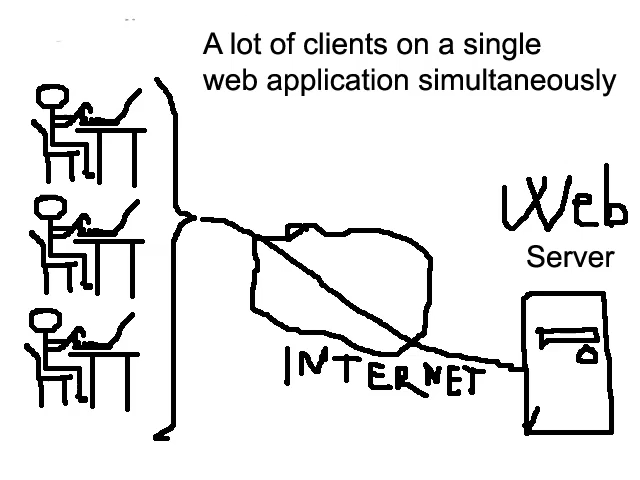 A lot of clients on a single
web application simultaneously
Web
Server
INTERNET